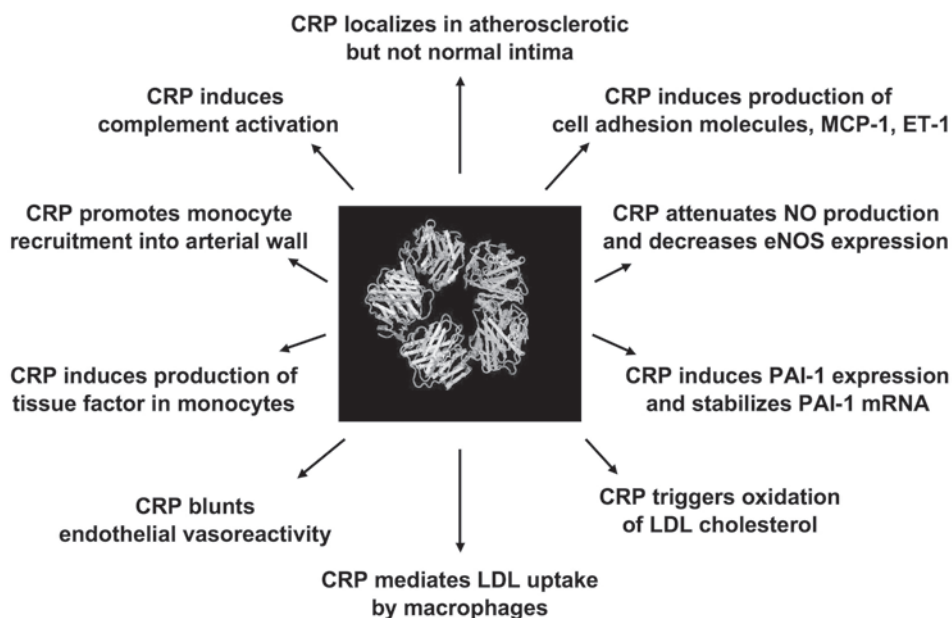 CRP localizes in atherosclerotic
but not normal intima
CRP induces
complement activation
CRP induces production of
cell adhesion molecules, MCP-1, ET-1
CRP promotes monocyte
recruitment into arterial wall
CRP attenuates NO production
and decreases eNOS expression
CRP induces production of
tissue factor in monocytes
CRP induces PAI-1 expression
and stabilizes PAI-1 mRNA
CRP blunts
endothelial vasoreactivity
CRP triggers oxidation
of LDL cholesterol
CRP mediates LDL uptake
by macrophages